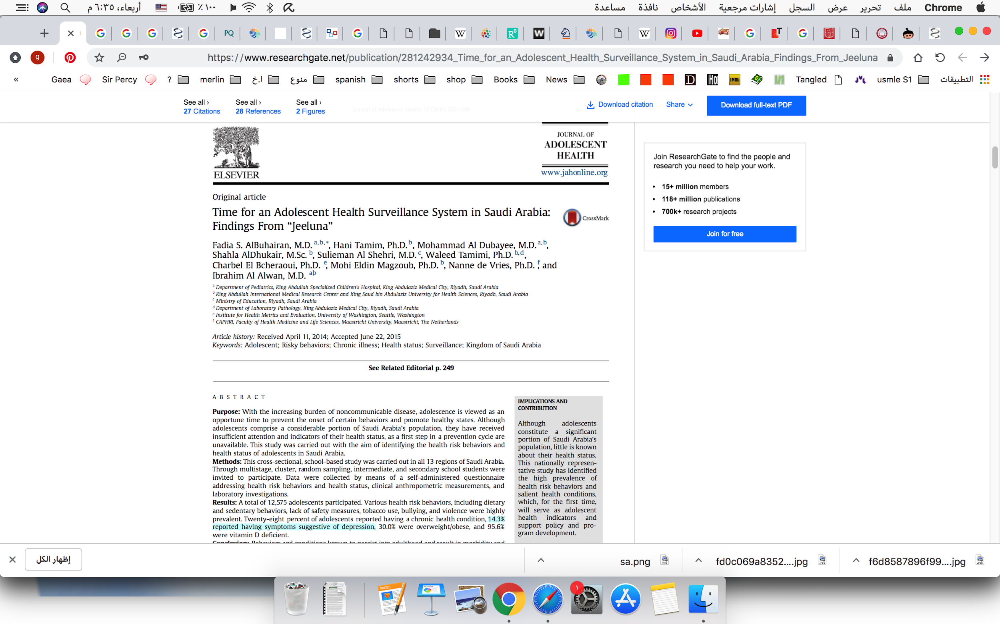 أربعاء، ٦:٣٥ م
٪١٠٠
Chrome ملف تحرير عرض السجل إشارات مرجعية الأشخاص نافذة مساعدة
https://www.researchgate.net/publication/281242934_Time_for_an_Adolescent_Health_Surveillance_System_in_Saudi_Arabia_Findings_From_Jeeluna
« Gaea Sir Percy ? merlin ا.خ منوع spanish shorts shop Books News Tangled usmle S1 التطبيقات
See all › See all › See all ›
27 Citations 28 References 2 Figures
Journal of Adolescent Health 57 (2015) 263–269
Download citation Share Download full-text PDF
ELSEVIER
JOURNAL OF
ADOLESCENT
HEALTH
www.jahonline.org
Original article
Time for an Adolescent Health Surveillance System in Saudi Arabia:
Findings From “Jeeluna”
CrossMark
Fadia S. AlBuhairan, M.D. a,b,*, Hani Tamim, Ph.D. b, Mohammad Al Dubayee, M.D. a,b,
Shahla AlDhukair, M.Sc. b, Sulieman Al Shehri, M.D. c, Waleed Tamimi, Ph.D. b,d,
Charbel El Bcheraoui, Ph.D. e, Mohi Eldin Magzoub, Ph.D. b, Nanne de Vries, Ph.D. f, and
Ibrahim Al Alwan, M.D. a,b
a Department of Pediatrics, King Abdullah Specialized Children's Hospital, King Abdulaziz Medical City, Riyadh, Saudi Arabia
b King Abdullah International Medical Research Center and King Saud bin Abdulaziz University for Health Sciences, Riyadh, Saudi Arabia
c Ministry of Education, Riyadh, Saudi Arabia
d Department of Laboratory Pathology, King Abdulaziz Medical City, Riyadh, Saudi Arabia
e Institute for Health Metrics and Evaluation, University of Washington, Seattle, Washington
f CAPHRI, Faculty of Health Medicine and Life Sciences, Maastricht University, Maastricht, The Netherlands
Article history: Received April 11, 2014; Accepted June 22, 2015
Keywords: Adolescent; Risky behaviors; Chronic illness; Health status; Surveillance; Kingdom of Saudi Arabia
See Related Editorial p. 249
ABSTRACT
Purpose: With the increasing burden of noncommunicable disease, adolescence is viewed as an
opportune time to prevent the onset of certain behaviors and promote healthy states. Although
adolescents comprise a considerable portion of Saudi Arabia's population, they have received
insufficient attention and indicators of their health status, as a first step in a prevention cycle are
unavailable. This study was carried out with the aim of identifying the health risk behaviors and
health status of adolescents in Saudi Arabia.
Methods: This cross-sectional, school-based study was carried out in all 13 regions of Saudi Arabia.
Through multistage, cluster, random sampling, intermediate, and secondary school students were
invited to participate. Data were collected by means of a self-administered questionnaire
addressing health risk behaviors and health status, clinical anthropometric measurements, and
laboratory investigations.
Results: A total of 12,575 adolescents participated. Various health risk behaviors, including dietary
and sedentary behaviors, lack of safety measures, tobacco use, bullying, and violence were highly
prevalent. Twenty-eight percent of adolescents reported having a chronic health condition, 14.3%
reported having symptoms suggestive of depression, 30.0% were overweight/obese, and 95.6%
were vitamin D deficient.
Conclusion: Behaviors and conditions known to persist into adulthood and result in morbidity and
IMPLICATIONS AND
CONTRIBUTION
Although adolescents
constitute a significant
portion of Saudi Arabia's
population, little is known
about their health status.
This nationally represen-
tative study has identified
the high prevalence of
health risk behaviors and
salient health conditions,
which, for the first time,
will serve as adolescent
health indicators and
support policy and pro-
gram development.
Join ResearchGate to find the people and
research you need to help your work.
• 15+ million members
• 118+ million publications
• 700k+ research projects
Join for free
إظهار الكل
sa.png
fd0c069a8352....jpg
f6d8587896f99....jpg
PAGES